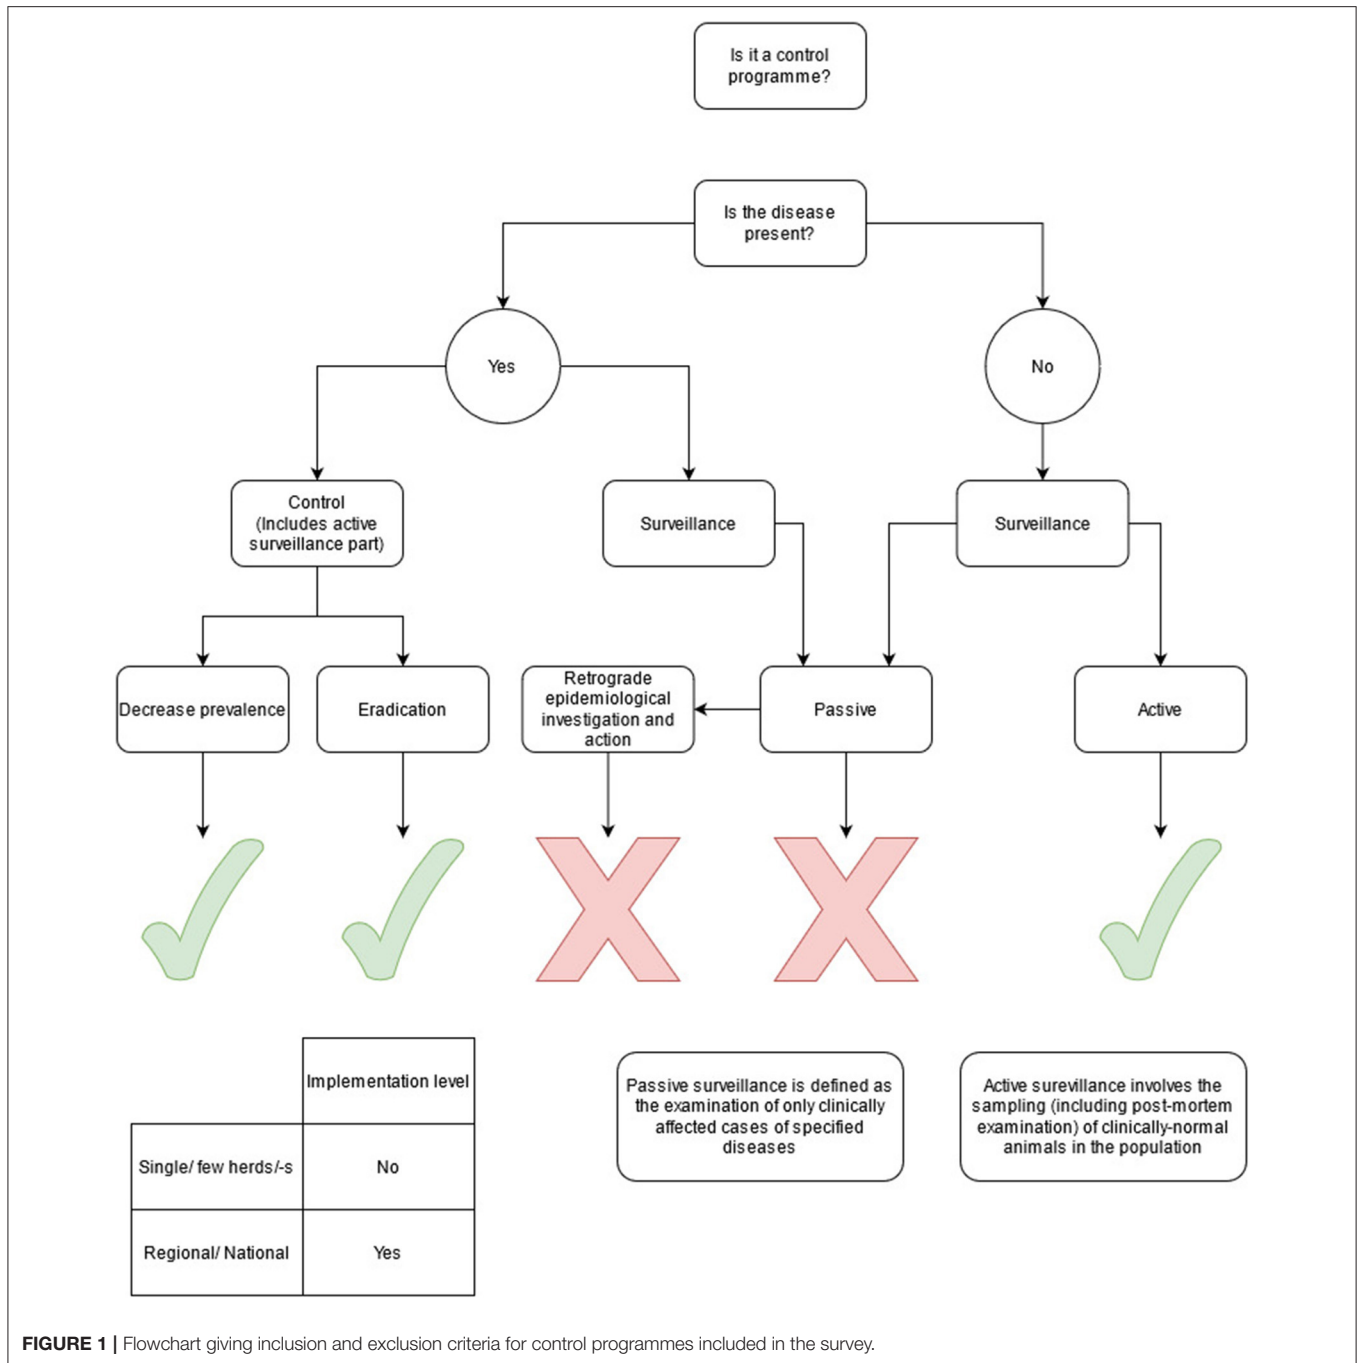 Is it a control
programme?
Is the disease
present?
Yes
No
Control
(Includes active
surveillance part)
Surveillance
Surveillance
Decrease prevalence
Eradication
Retrograde
epidemiological
investigation and
action
Passive
Active
Implementation level
Single/ few herds/-s
No
Regional/ National
Yes
Passive surveillance is defined as
the examination of only clinically
affected cases of specified
diseases
Active surevillance involves the
sampling (including post-mortem
examination) of clinically-normal
animals in the population
FIGURE 1 | Flowchart giving inclusion and exclusion criteria for control programmes included in the survey.